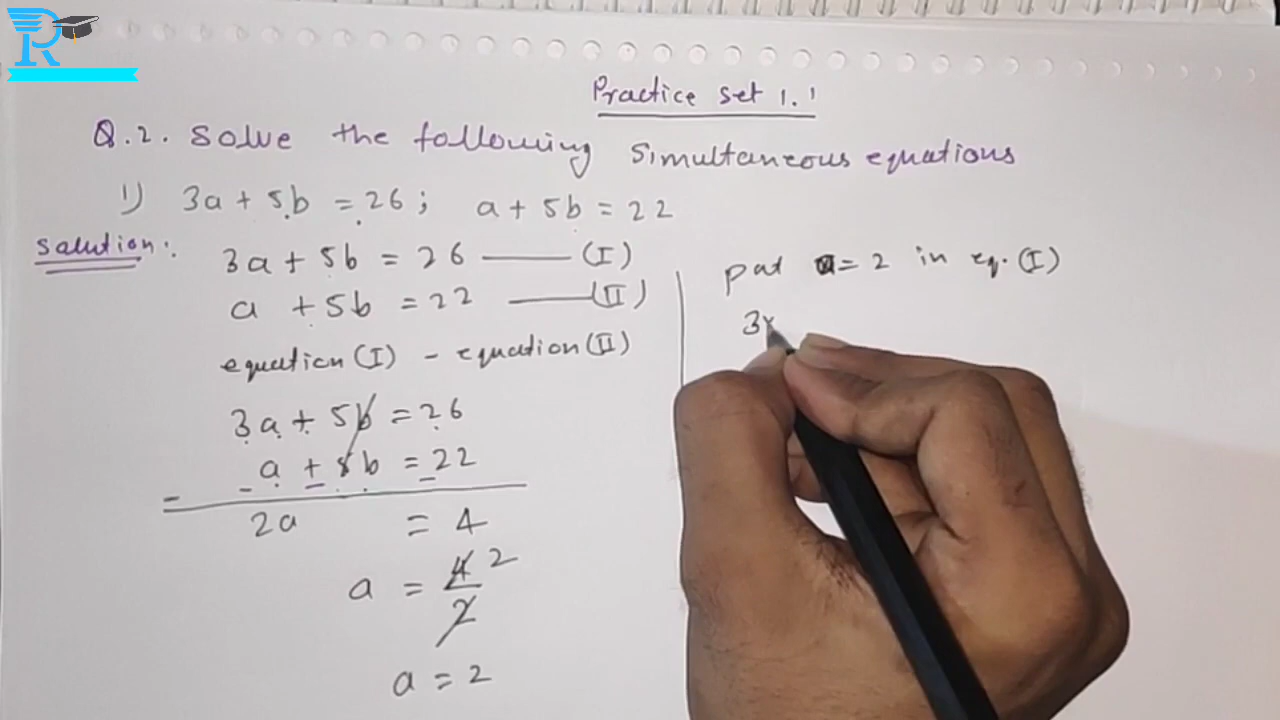 R
Practice set 1.1
Q.2. Solve the following simultaneous equations
1) 3a + 5b = 26 ; a + 5b = 22
Solution:
3a + 5b = 26 —— (I)
a + 5b = 22 —— (II)
equation (I) - equation (II)
3a + 5b = 26
a + 5b = 22
- - -
-
2a = 4
a = 4/2 2
a = 2
put a = 2 in eq. (I)
3x